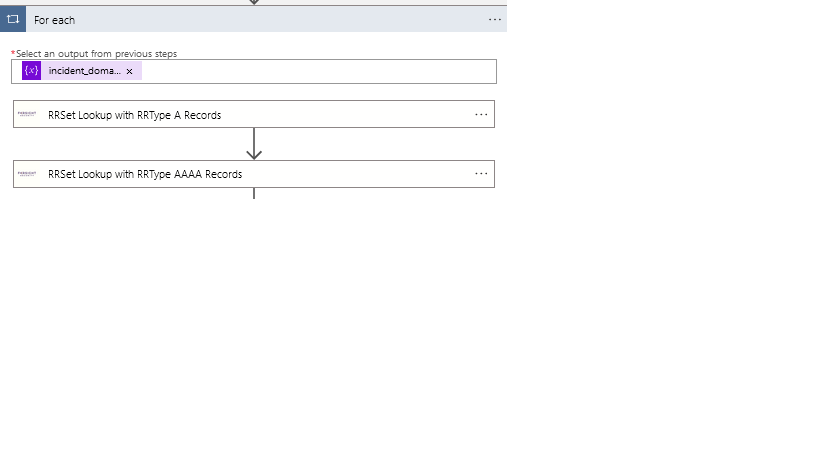 For each
*Select an output from previous steps
{x} incident_doma... ×
RRSet Lookup with RRType A Records
RRSet Lookup with RRType AAAA Records